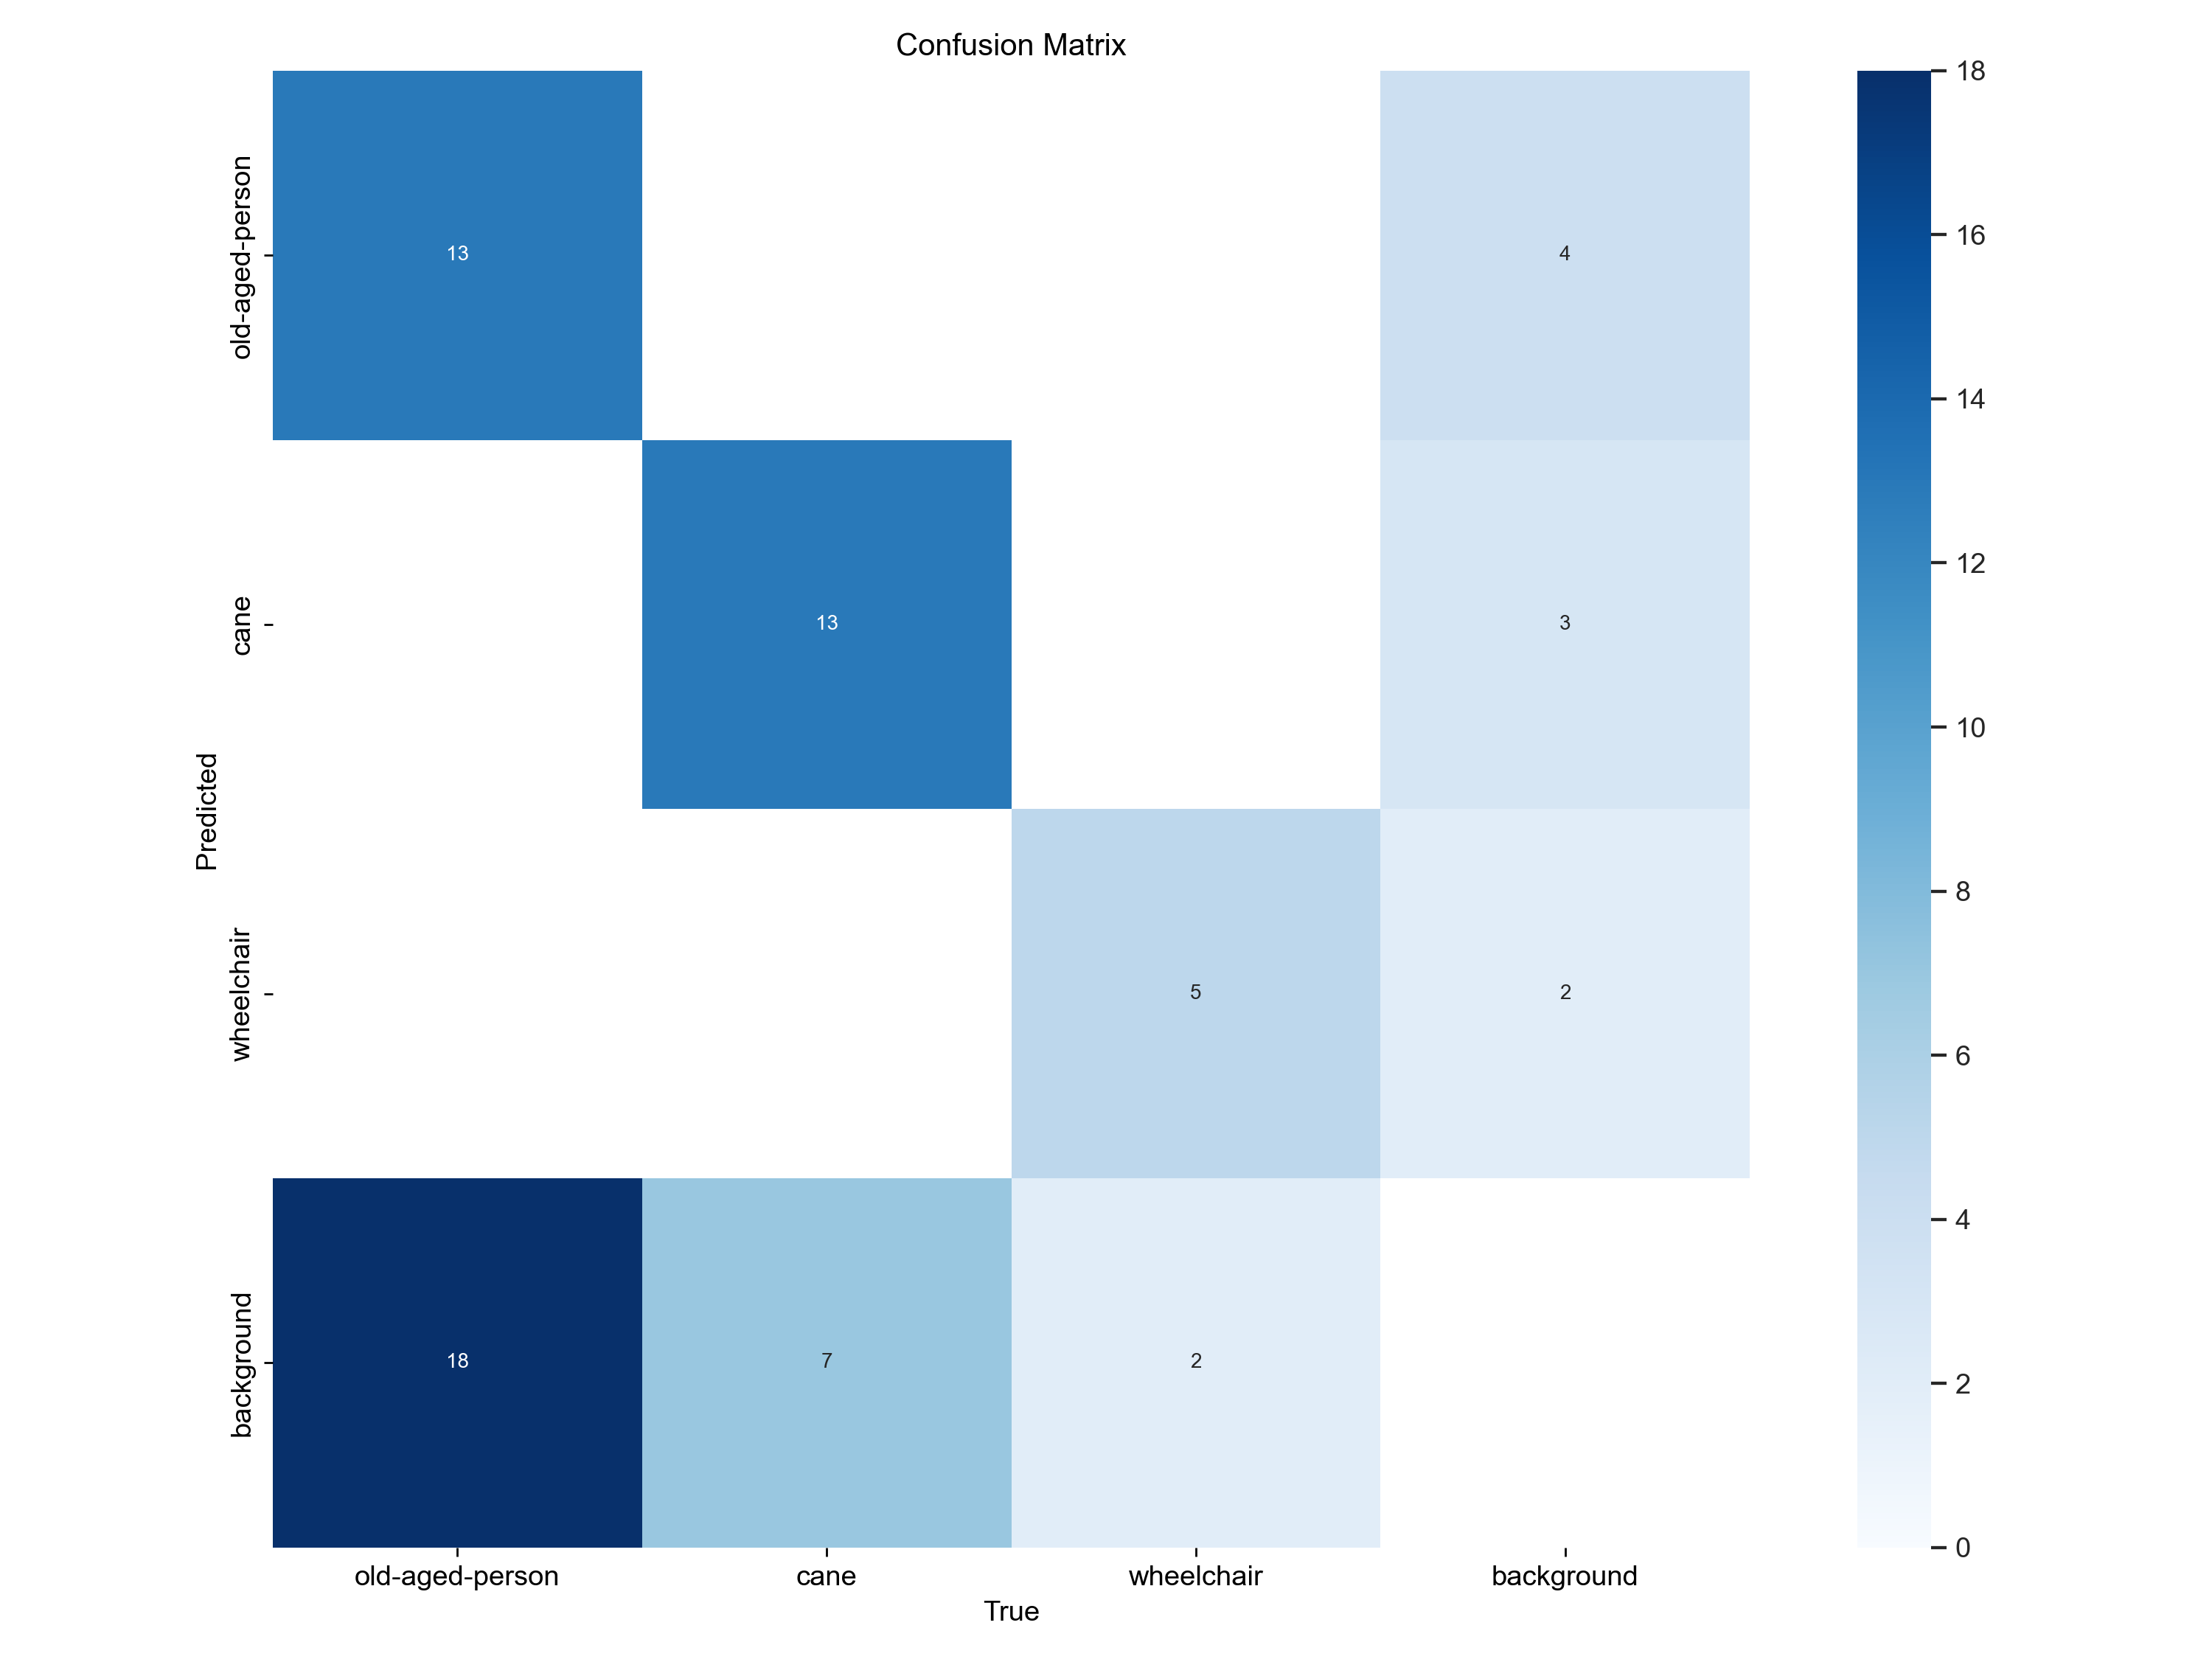 Confusion Matrix
old-aged-person
cane
wheelchair
background
Predicted
13
4
13
3
5
2
18
7
2
old-aged-person
cane
wheelchair
background
True
18
16
14
12
10
8
6
4
2
0